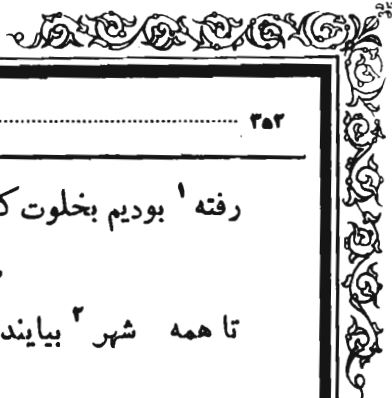 ۳۵۲
رفته ۱ بودیم بخلوت
تا همه شهر ۲ بیایند